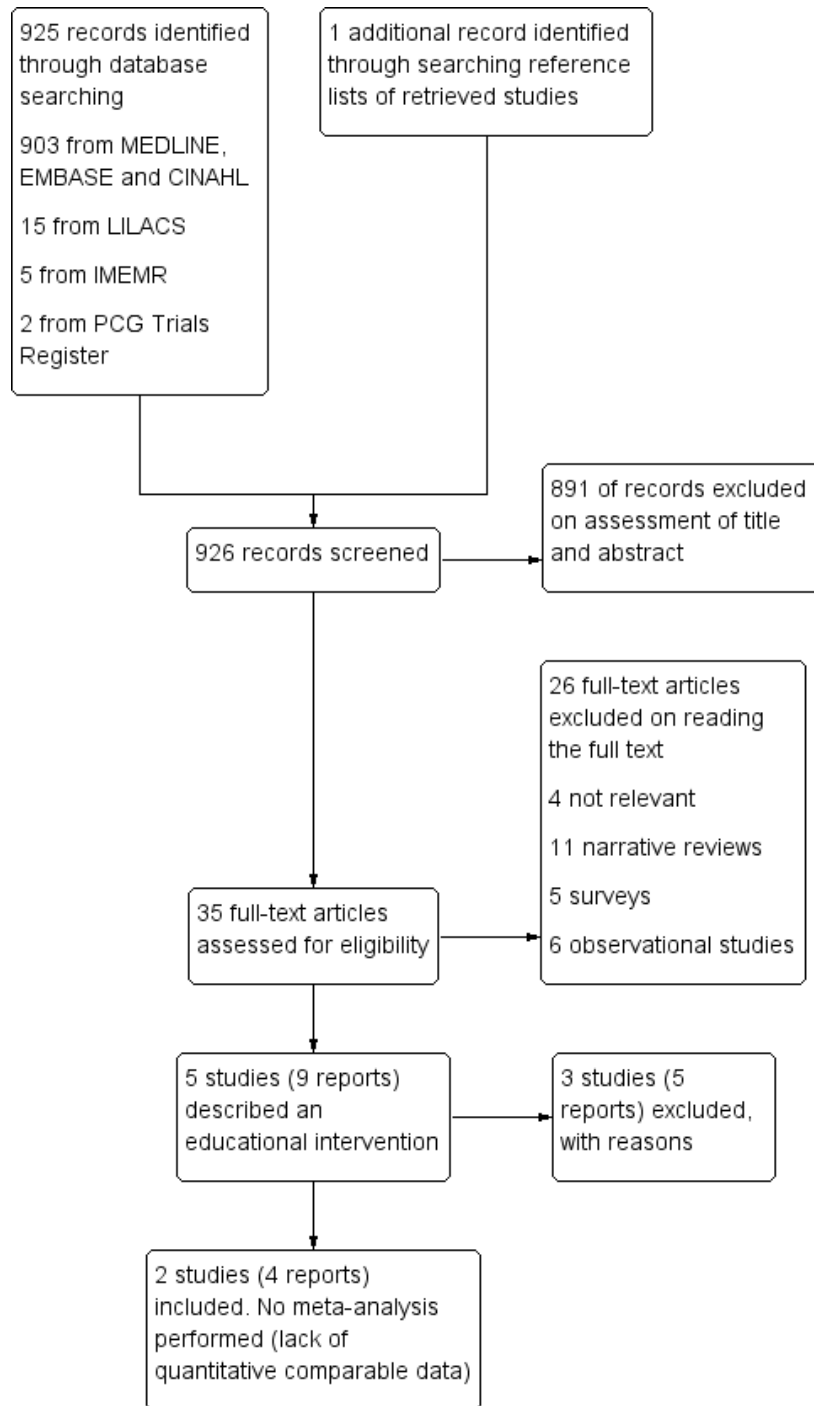 925 records identified
through database
searching
903 from MEDLINE,
EMBASE and CINAHL
15 from LILACS
5 from IMEMR
2 from PCG Trials
Register
1 additional record identified
through searching reference
lists of retrieved studies
926 records screened
891 of records excluded
on assessment of title
and abstract
26 full-text articles
excluded on reading
the full text
4 not relevant
11 narrative reviews
5 surveys
6 observational studies
35 full-text articles
assessed for eligibility
5 studies (9 reports)
described an
educational intervention
3 studies (5
reports) excluded,
with reasons
2 studies (4 reports)
included. No meta-analysis
performed (lack of
quantitative comparable data)